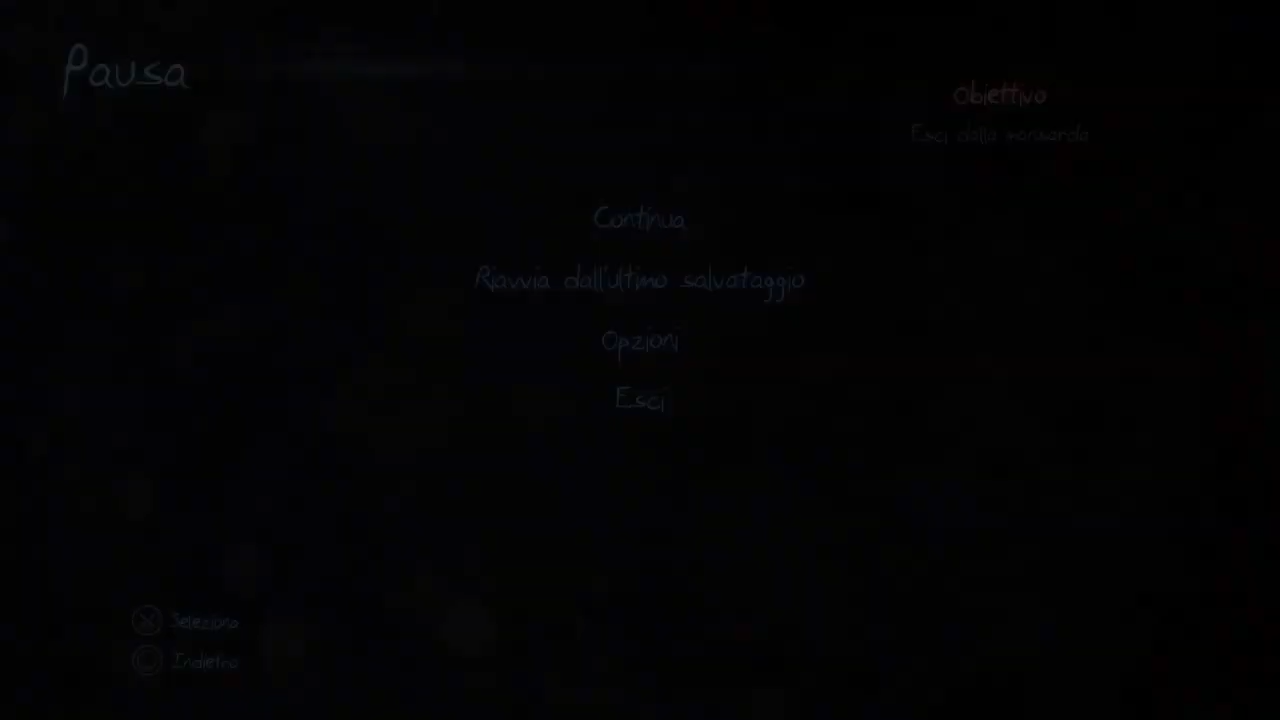 Pausa
Obiettivo
Esci dalla mansarda
Continua
Riavvia dall'ultimo salvataggio
Opzioni
Esci
Seleziona
Indietro